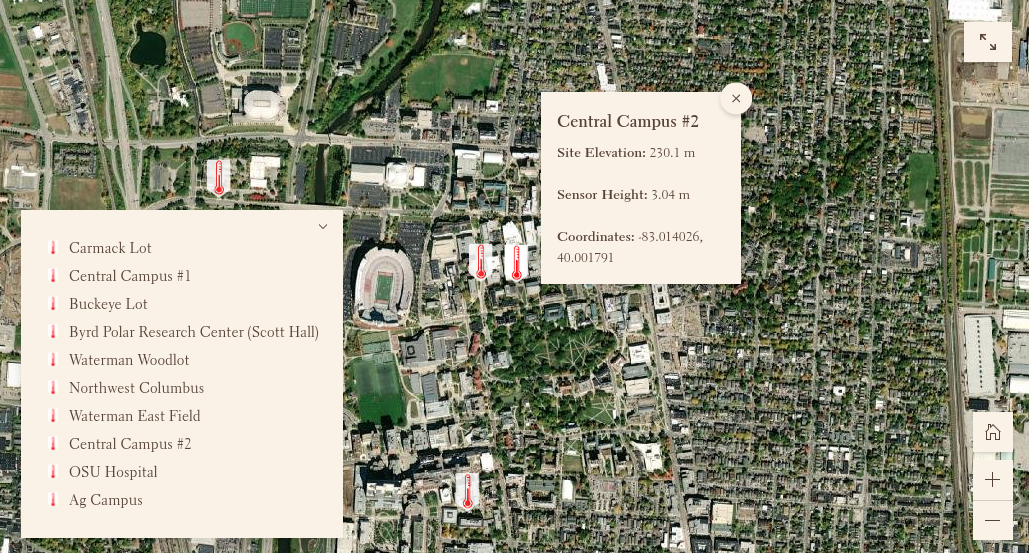 Central Campus #2
Site Elevation: 230.1 m
Sensor Height: 3.04 m
Coordinates: -83.014026,
40.001791
Carmack Lot
Central Campus #1
Buckeye Lot
Byrd Polar Research Center (Scott Hall)
Waterman Woodlot
Northwest Columbus
Waterman East Field
Central Campus #2
OSU Hospital
Ag Campus